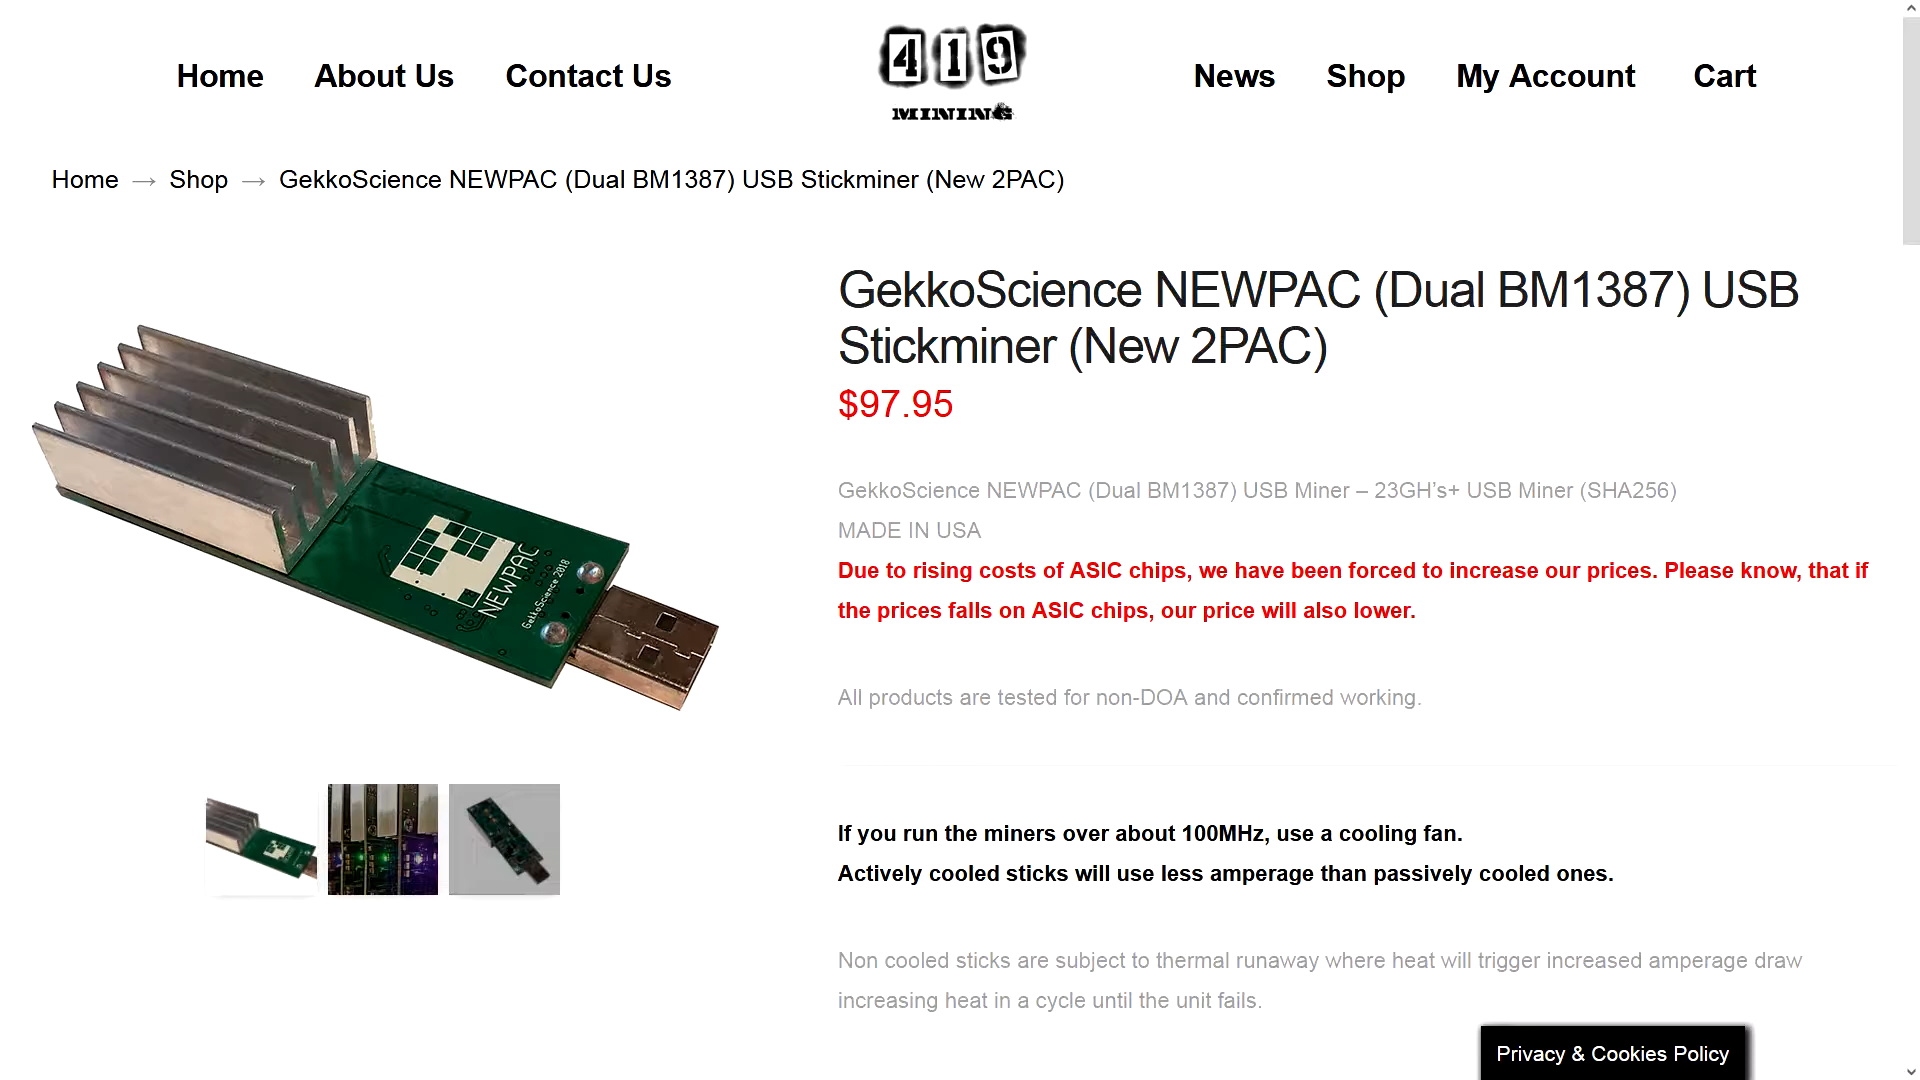 Home About Us Contact Us
419
MINING
News Shop My Account Cart
Home → Shop → GekkoScience NEWPAC (Dual BM1387) USB Stickminer (New 2PAC)
NEWPAC
GekkoScience 2018
GekkoScience NEWPAC (Dual BM1387) USB
Stickminer (New 2PAC)
$97.95
GekkoScience NEWPAC (Dual BM1387) USB Miner – 23GH’s+ USB Miner (SHA256)
MADE IN USA
Due to rising costs of ASIC chips, we have been forced to increase our prices. Please know, that if
the prices falls on ASIC chips, our price will also lower.
All products are tested for non-DOA and confirmed working.
If you run the miners over about 100MHz, use a cooling fan.
Actively cooled sticks will use less amperage than passively cooled ones.
Non cooled sticks are subject to thermal runaway where heat will trigger increased amperage draw
increasing heat in a cycle until the unit fails.
Privacy & Cookies Policy